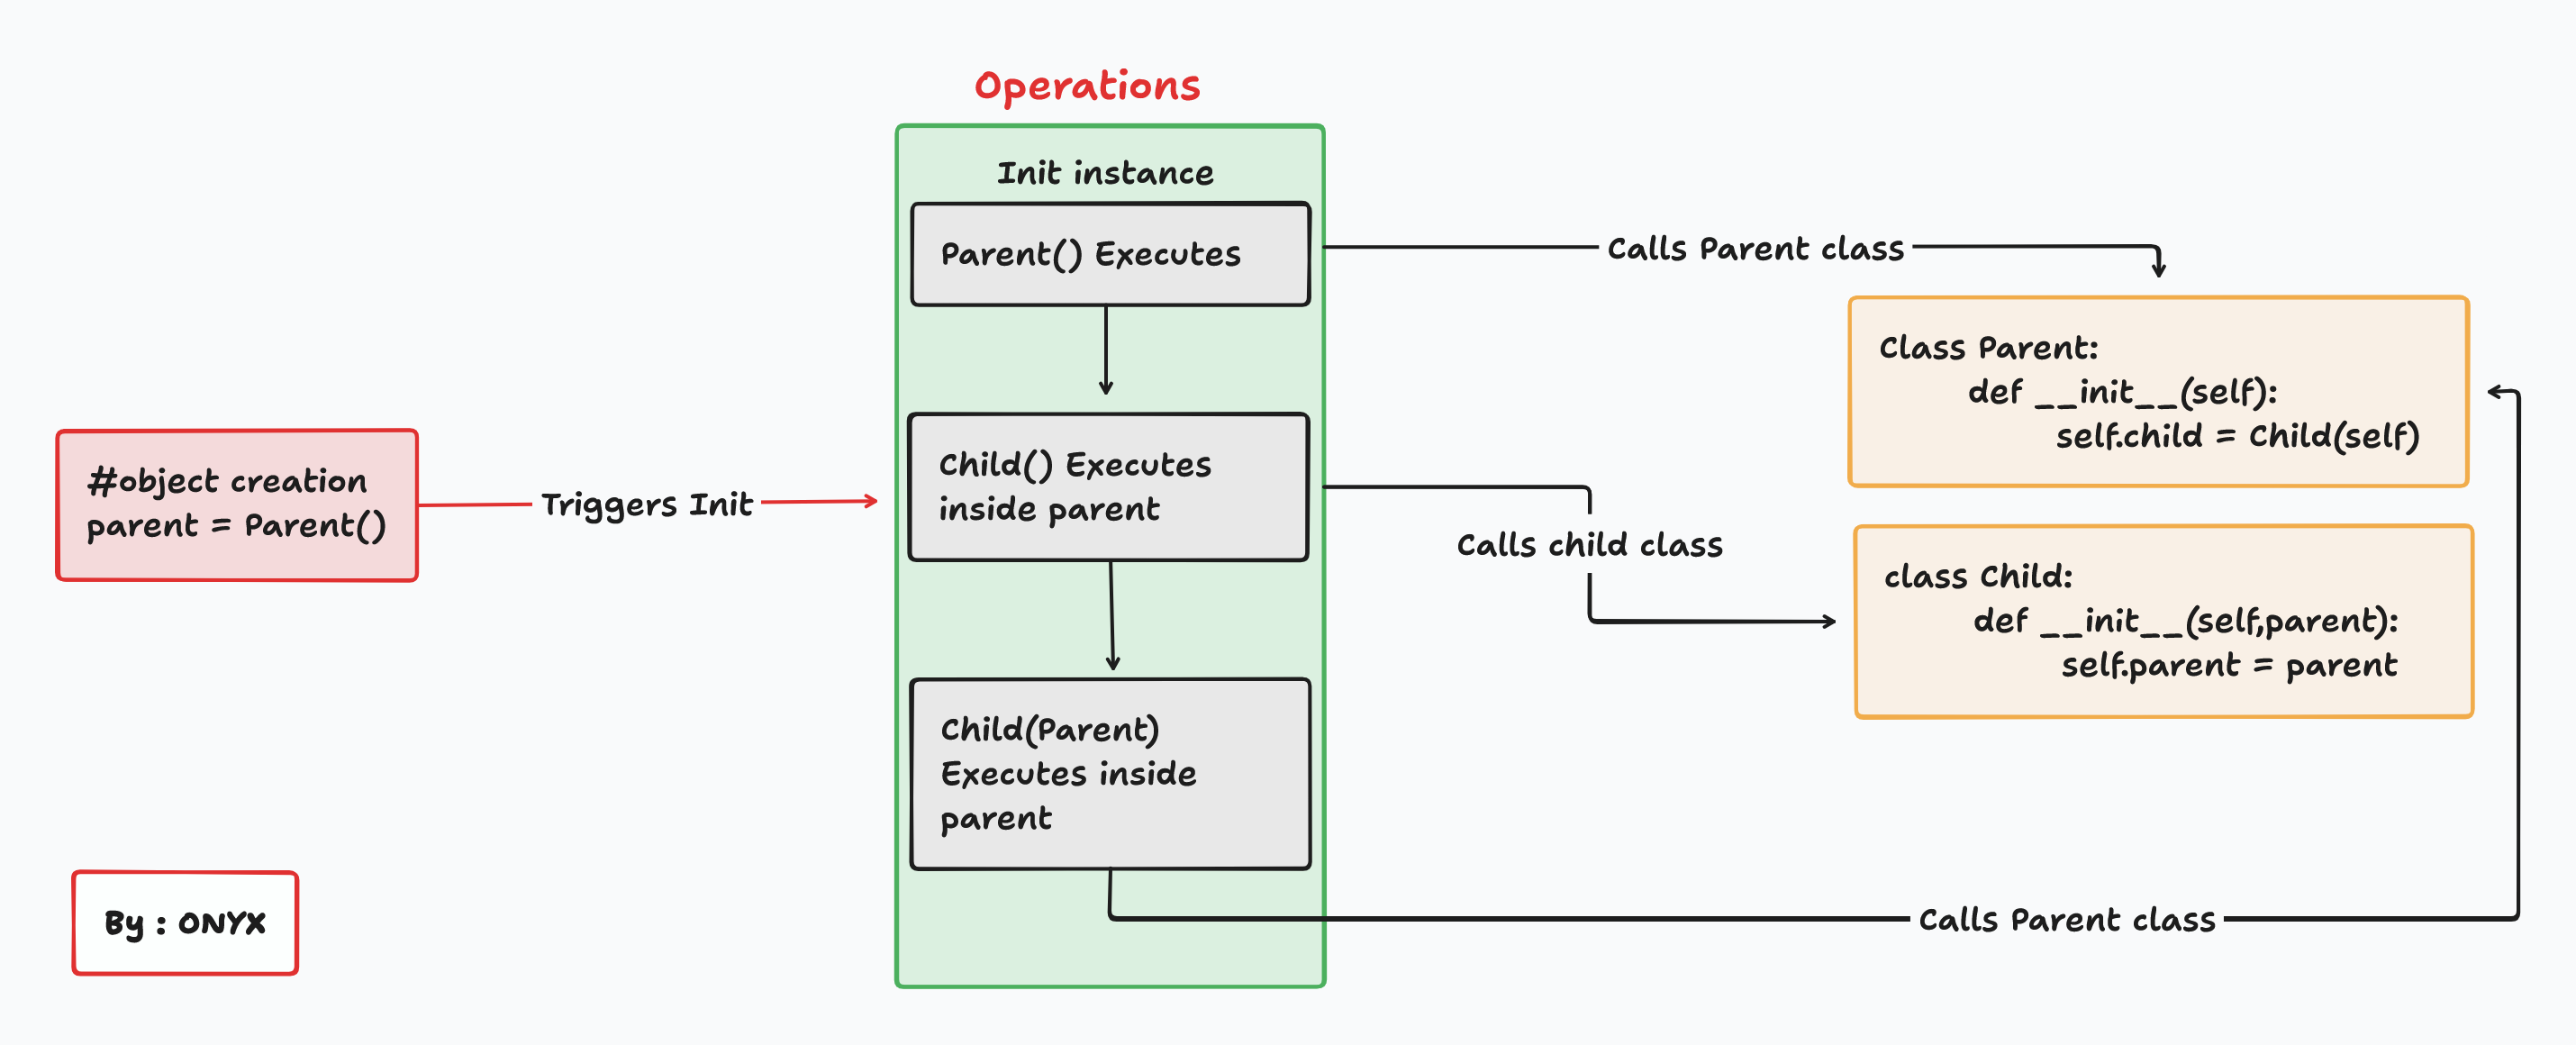 Operations
Init instance
Parent() Executes
Calls Parent class
Class Parent:
def __init__(self):
self.child = Child(self)
#object creation
parent = Parent()
Triggers Init
Child() Executes
inside parent
Calls child class
class Child:
def __init__(self,parent):
self.parent = parent
Child(Parent)
Executes inside
parent
By : ONYX
Calls Parent class